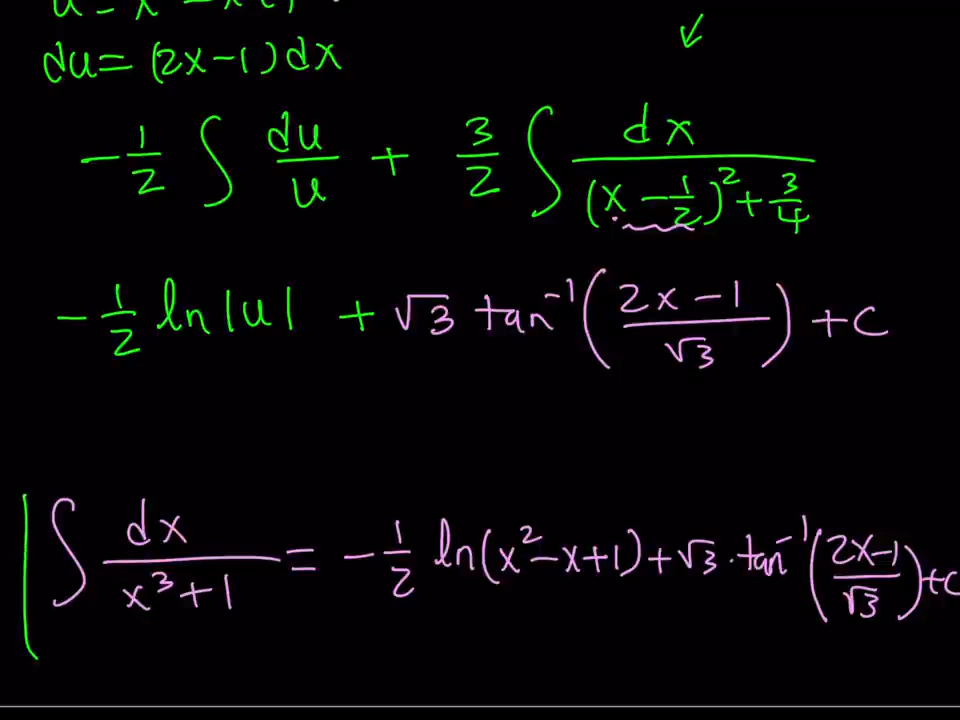 u = x² - x + 1
du = (2x-1) dx
-1/2 ∫ du/u + 3/2 ∫ dx/((x - 1/2)² + 3/4)
-1/2 ln|u| + √3 tan⁻¹((2x-1)/√3) + C
∫ dx/(x³+1) = -1/2 ln(x²-x+1) + √3 · tan⁻¹((2x-1)/√3) + C